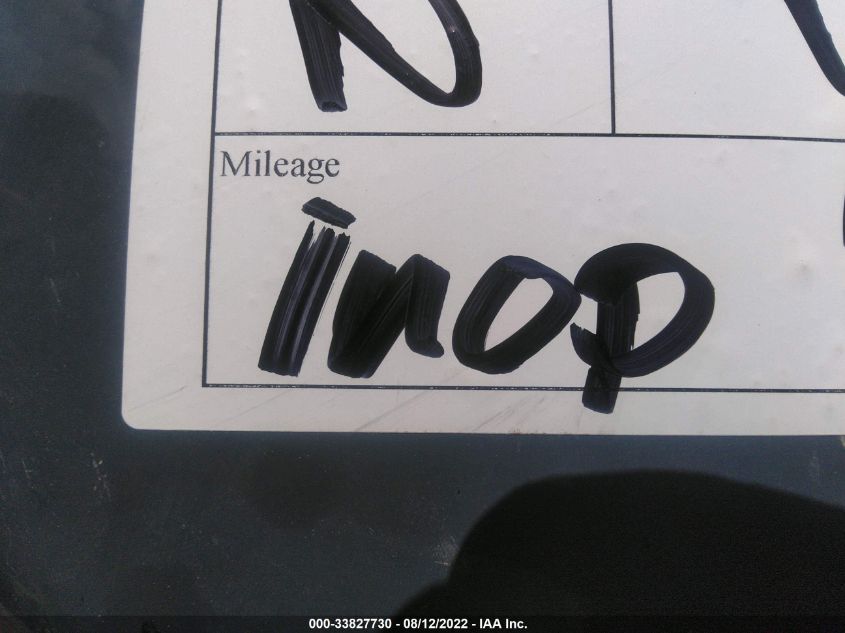 Mileage
inop
000-33827730 - 08/12/2022 - IAA Inc.